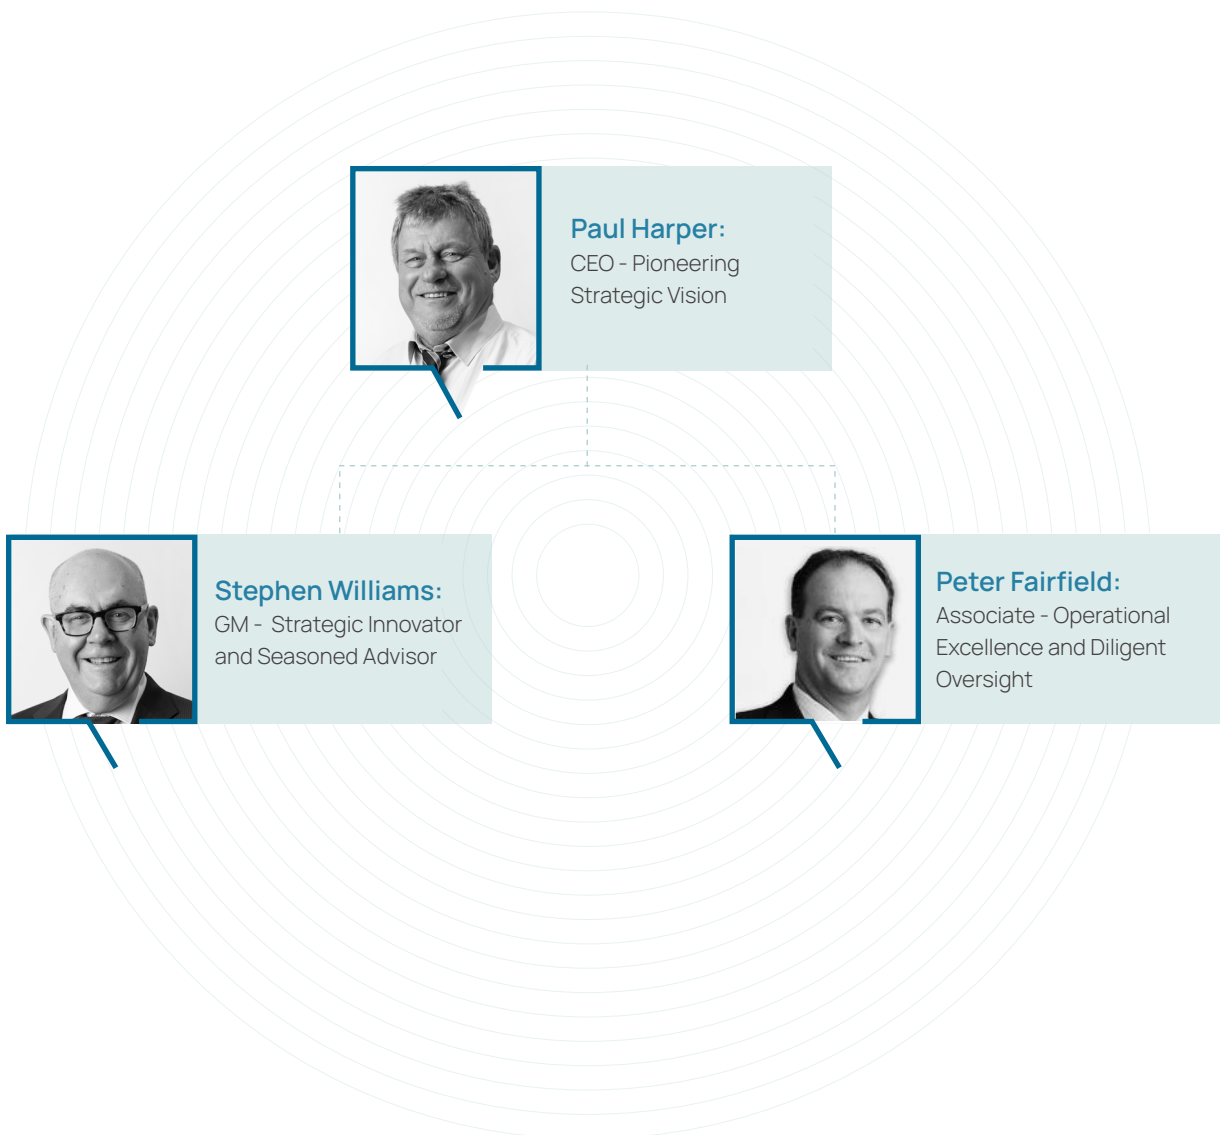 Paul Harper:
CEO - Pioneering
Strategic Vision
Stephen Williams:
GM -  Strategic Innovator
and Seasoned Advisor
Peter Fairfield:
Associate - Operational
Excellence and Diligent
Oversight